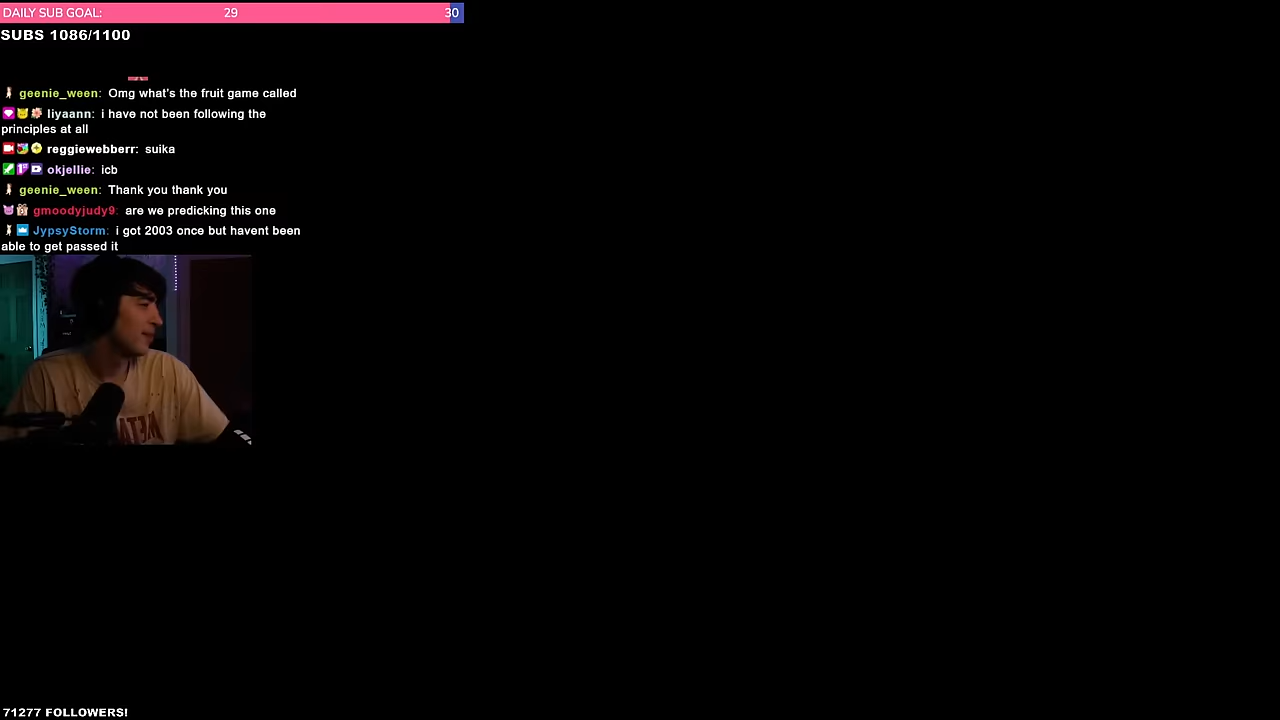 DAILY SUB GOAL: 29 30
SUBS 1086/1100
geenie_ween: Omg what's the fruit game called
liyaann: i have not been following the
principles at all
reggiewebberr: suika
okjellie: icb
geenie_ween: Thank you thank you
gmoodyjudy9: are we predicking this one
JypsyStorm: i got 2003 once but havent been
able to get passed it
71277 FOLLOWERS!